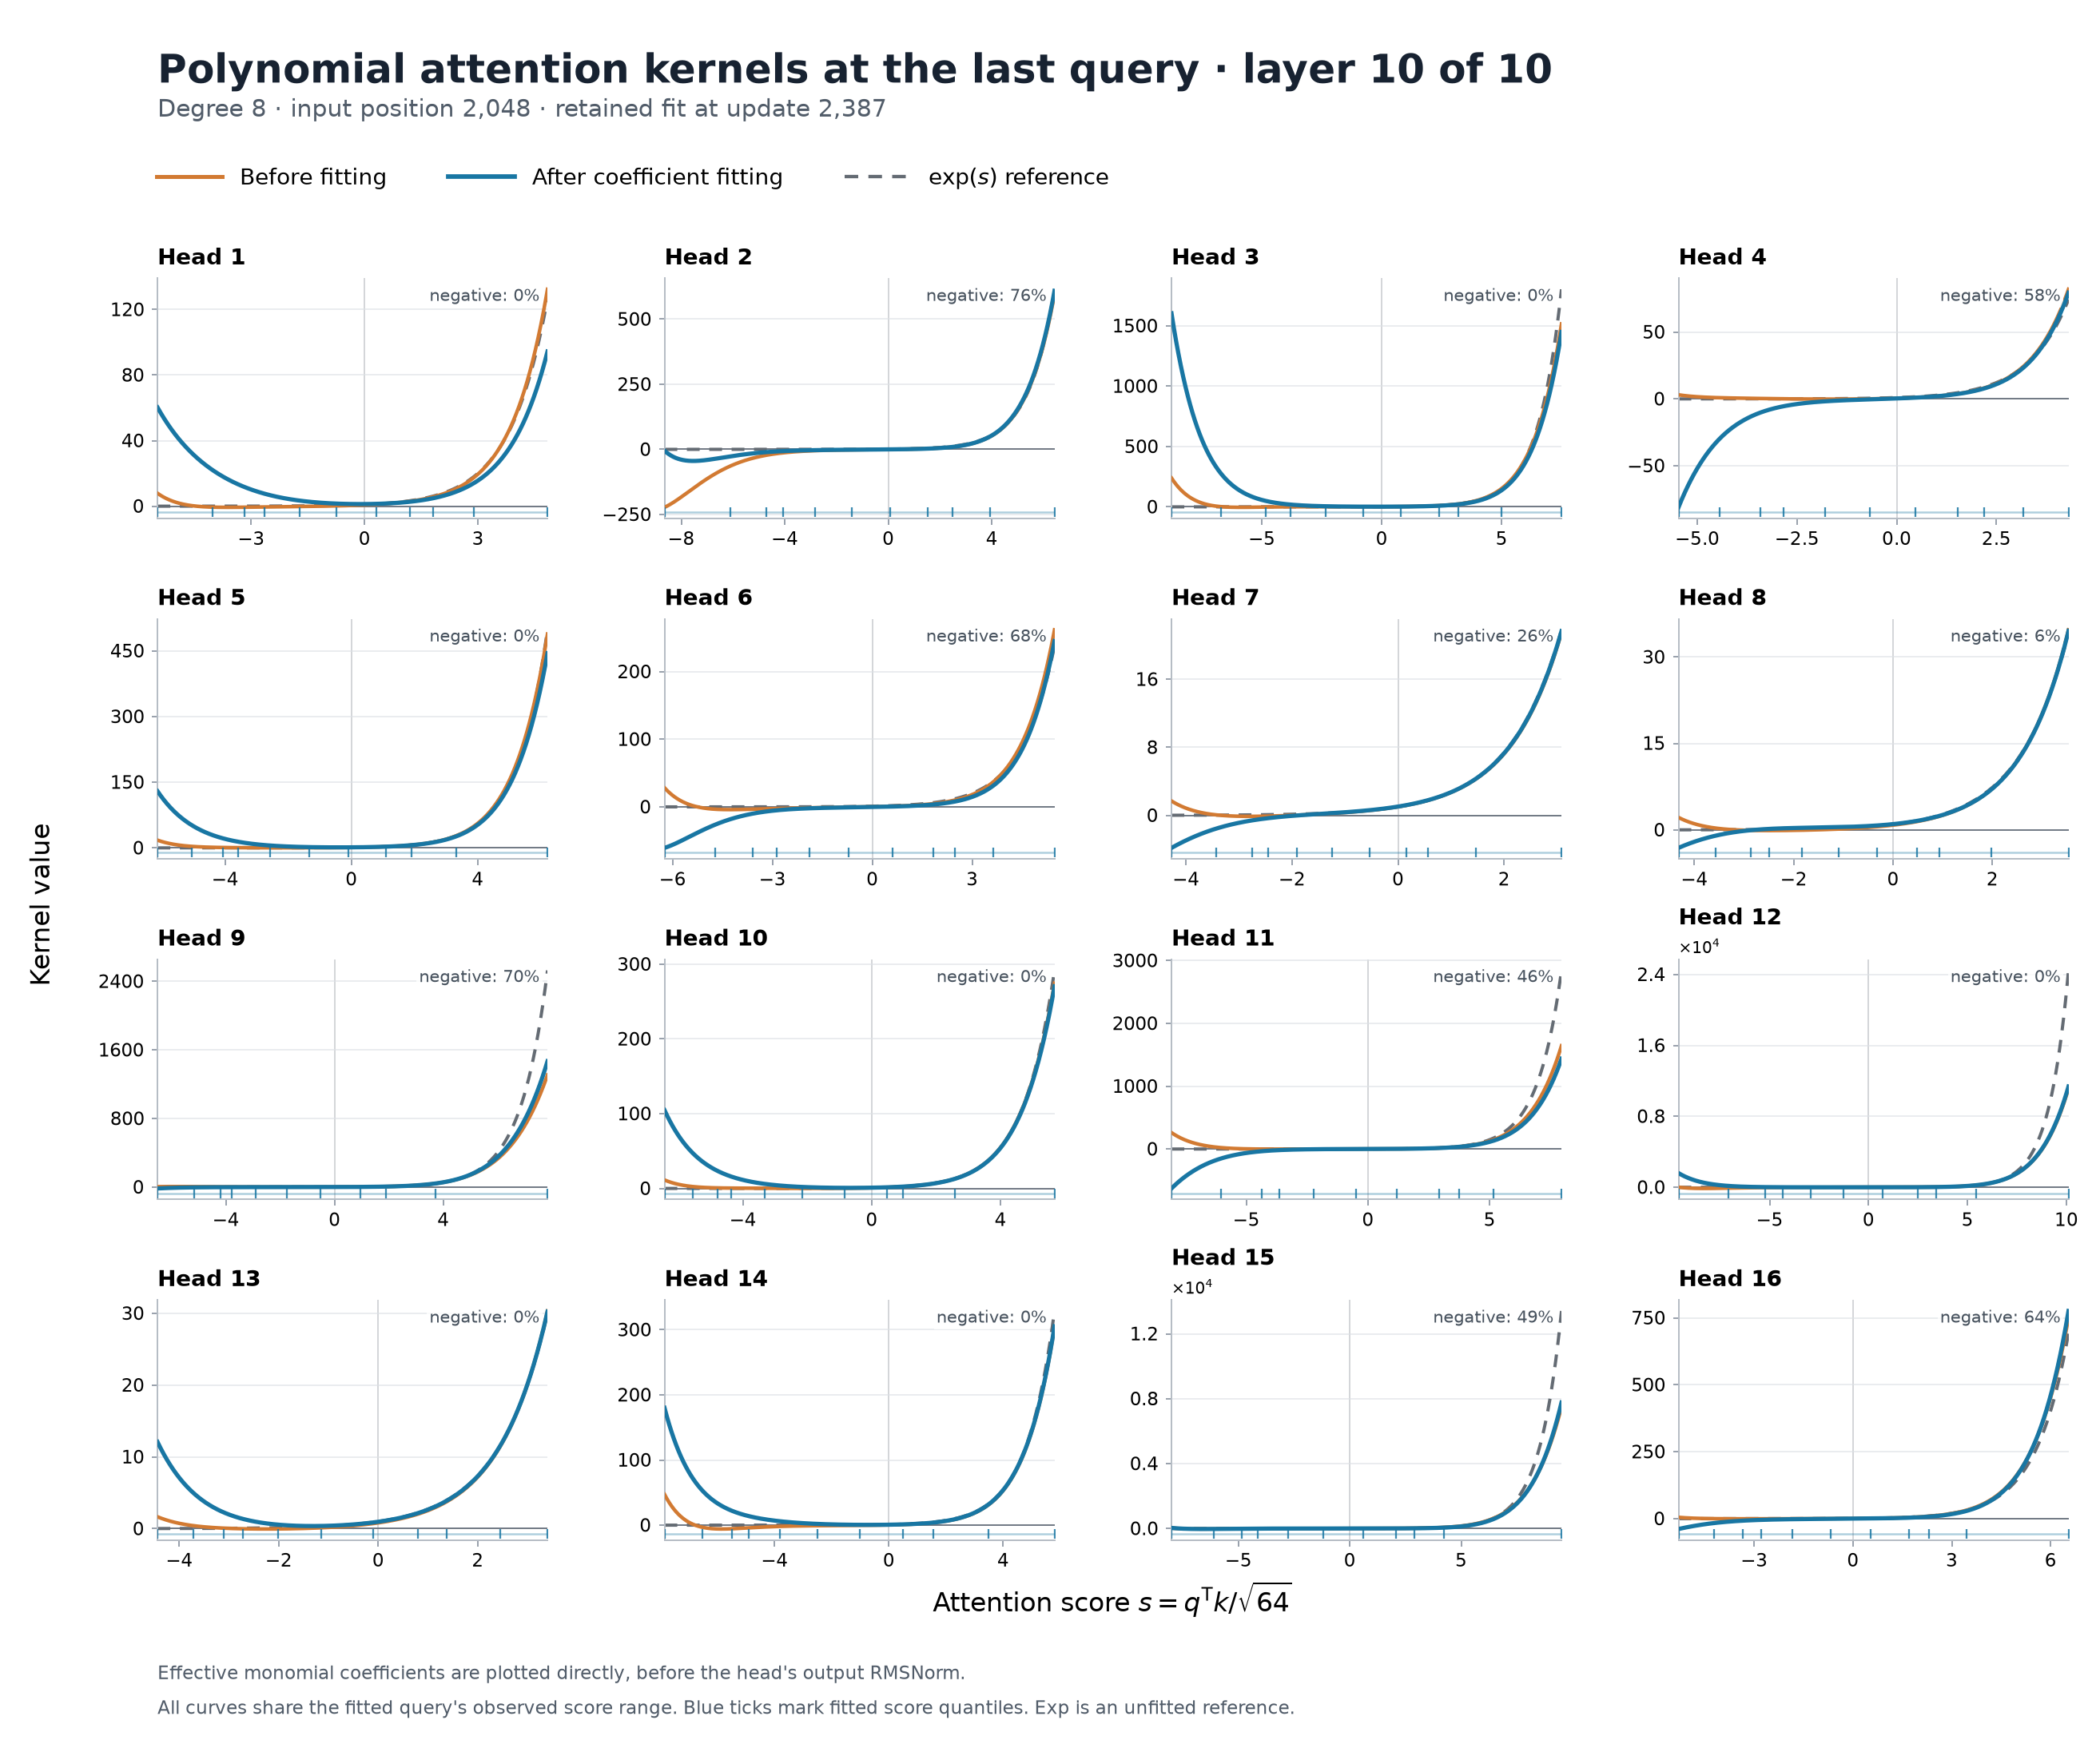 Polynomial attention kernels at the last query · layer 10 of 10
Degree 8 · input position 2,048 · retained fit at update 2,387
Before fitting
After coefficient fitting
exp(s) reference
Kernel value
Head 1
negative: 0%
120
80
40
0
−3 0 3
Head 2
negative: 76%
500
250
0
−250
−8 −4 0 4
Head 3
negative: 0%
1500
1000
500
0
−5 0 5
Head 4
negative: 58%
50
0
−50
−5.0 −2.5 0.0 2.5
Head 5
negative: 0%
450
300
150
0
−4 0 4
Head 6
negative: 68%
200
100
0
−6 −3 0 3
Head 7
negative: 26%
16
8
0
−4 −2 0 2
Head 8
negative: 6%
30
15
0
−4 −2 0 2
Head 9
negative: 70%
2400
1600
800
0
−4 0 4
Head 10
negative: 0%
300
200
100
0
−4 0 4
Head 11
negative: 46%
3000
2000
1000
0
−5 0 5
Head 12
×10⁴
negative: 0%
2.4
1.6
0.8
0.0
−5 0 5 10
Head 13
negative: 0%
30
20
10
0
−4 −2 0 2
Head 14
negative: 0%
300
200
100
0
−4 0 4
Head 15
×10⁴
negative: 49%
1.2
0.8
0.4
0.0
−5 0 5
Head 16
negative: 64%
750
500
250
0
−3 0 3 6
Attention score s = qᵀk/√64
Effective monomial coefficients are plotted directly, before the head's output RMSNorm.
All curves share the fitted query's observed score range. Blue ticks mark fitted score quantiles. Exp is an unfitted reference.